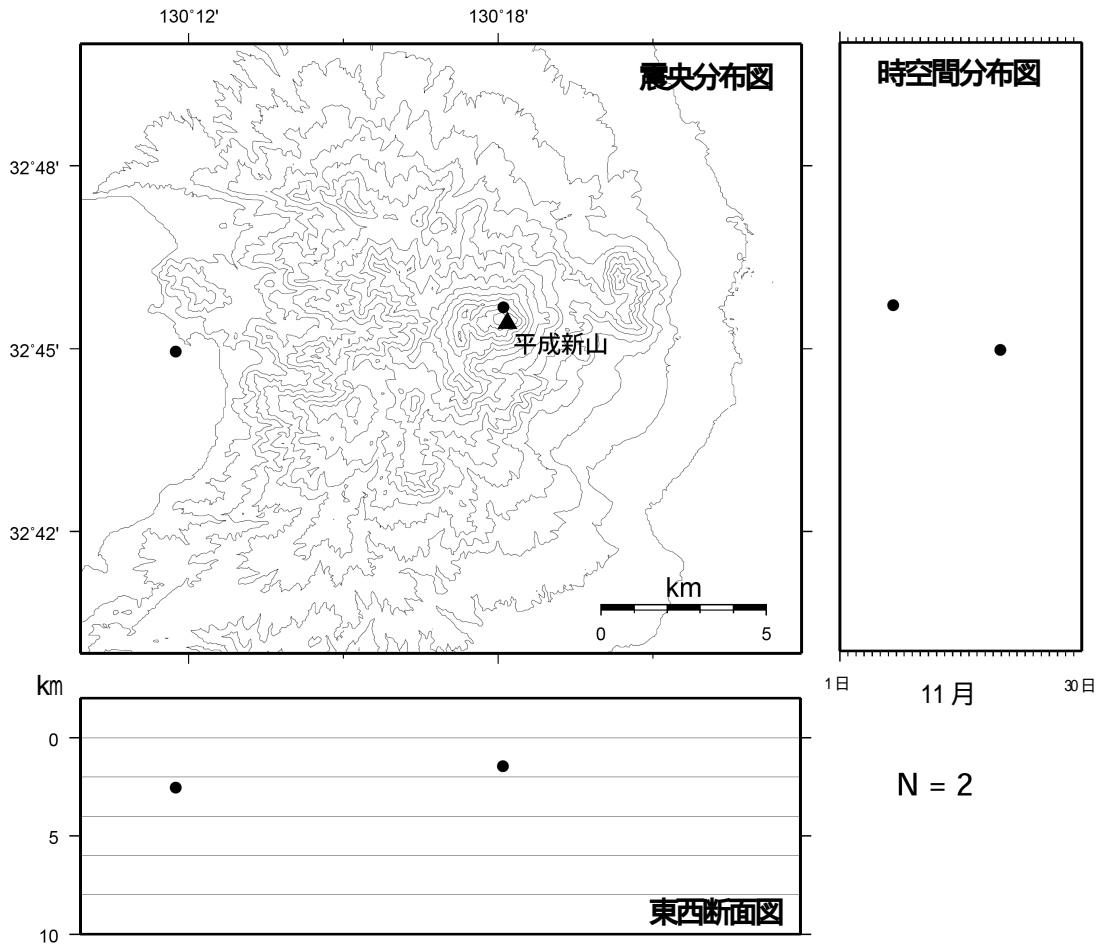 130°12'
130°18'
震央分布図
時空間分布図
32°48'
平成新山
32°45'
32°42'
km
0
5
km
1日
11月
30日
0
N = 2
5
東西断面図
10